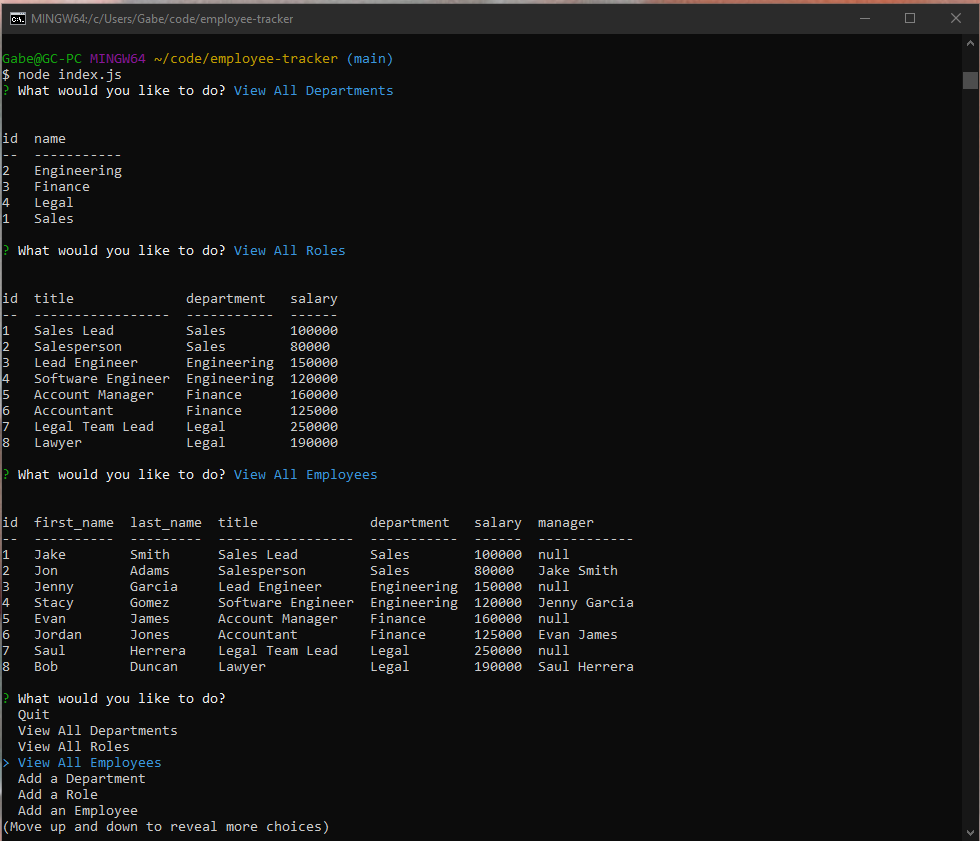 MINGW64:/c/Users/Gabe/code/employee-tracker
Gabe@GC-PC MINGW64 ~/code/employee-tracker (main)
$ node index.js
? What would you like to do? View All Departments
id  name
--  -----------
2   Engineering
3   Finance
4   Legal
1   Sales
? What would you like to do? View All Roles
id  title              department   salary
--  -----------------  -----------  ------
1   Sales Lead         Sales        100000
2   Salesperson        Sales        80000
3   Lead Engineer      Engineering  150000
4   Software Engineer  Engineering  120000
5   Account Manager    Finance      160000
6   Accountant         Finance      125000
7   Legal Team Lead    Legal        250000
8   Lawyer             Legal        190000
? What would you like to do? View All Employees
id  first_name  last_name  title              department   salary  manager
--  ----------  ---------  -----------------  -----------  ------  ------------
1   Jake        Smith      Sales Lead         Sales        100000  null
2   Jon         Adams      Salesperson        Sales        80000   Jake Smith
3   Jenny       Garcia     Lead Engineer      Engineering  150000  null
4   Stacy       Gomez      Software Engineer  Engineering  120000  Jenny Garcia
5   Evan        James      Account Manager    Finance      160000  null
6   Jordan      Jones      Accountant         Finance      125000  Evan James
7   Saul        Herrera    Legal Team Lead    Legal        250000  null
8   Bob         Duncan     Lawyer             Legal        190000  Saul Herrera
? What would you like to do?
  Quit
  View All Departments
  View All Roles
> View All Employees
  Add a Department
  Add a Role
  Add an Employee
(Move up and down to reveal more choices)